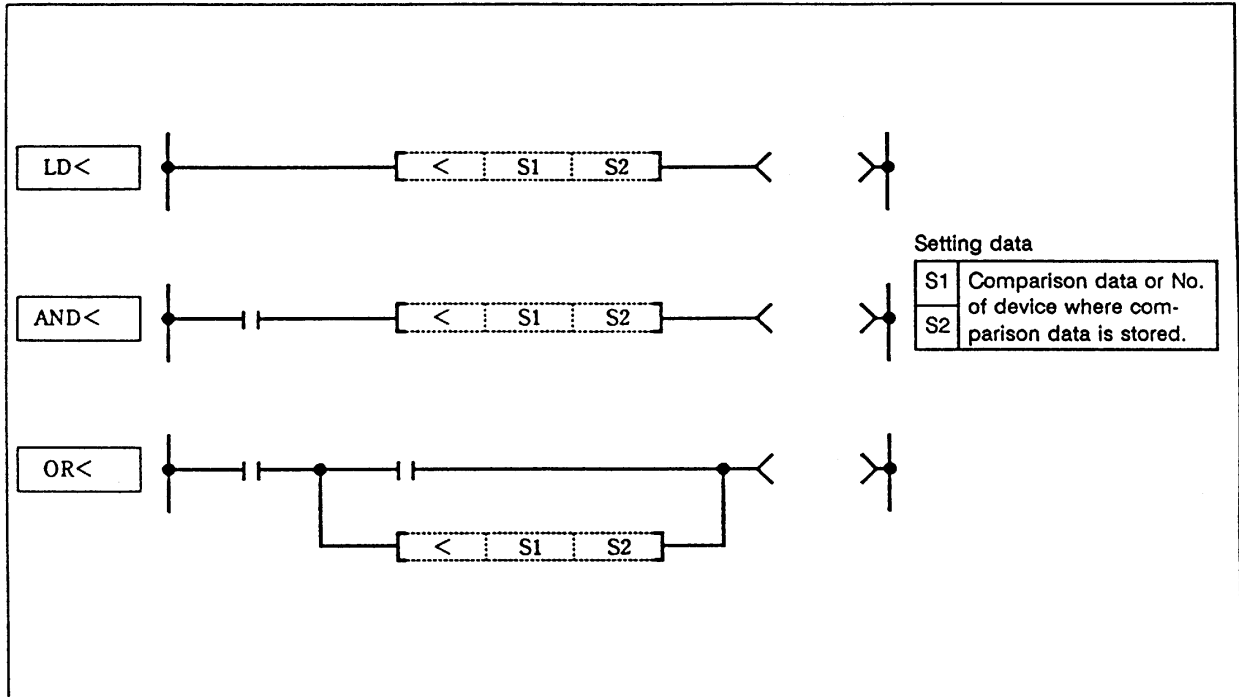 LD<
< S1 S2
Setting data
S1 Comparison data or No.
of device where com-
S2 parison data is stored.
AND<
< S1 S2
OR<
< S1 S2